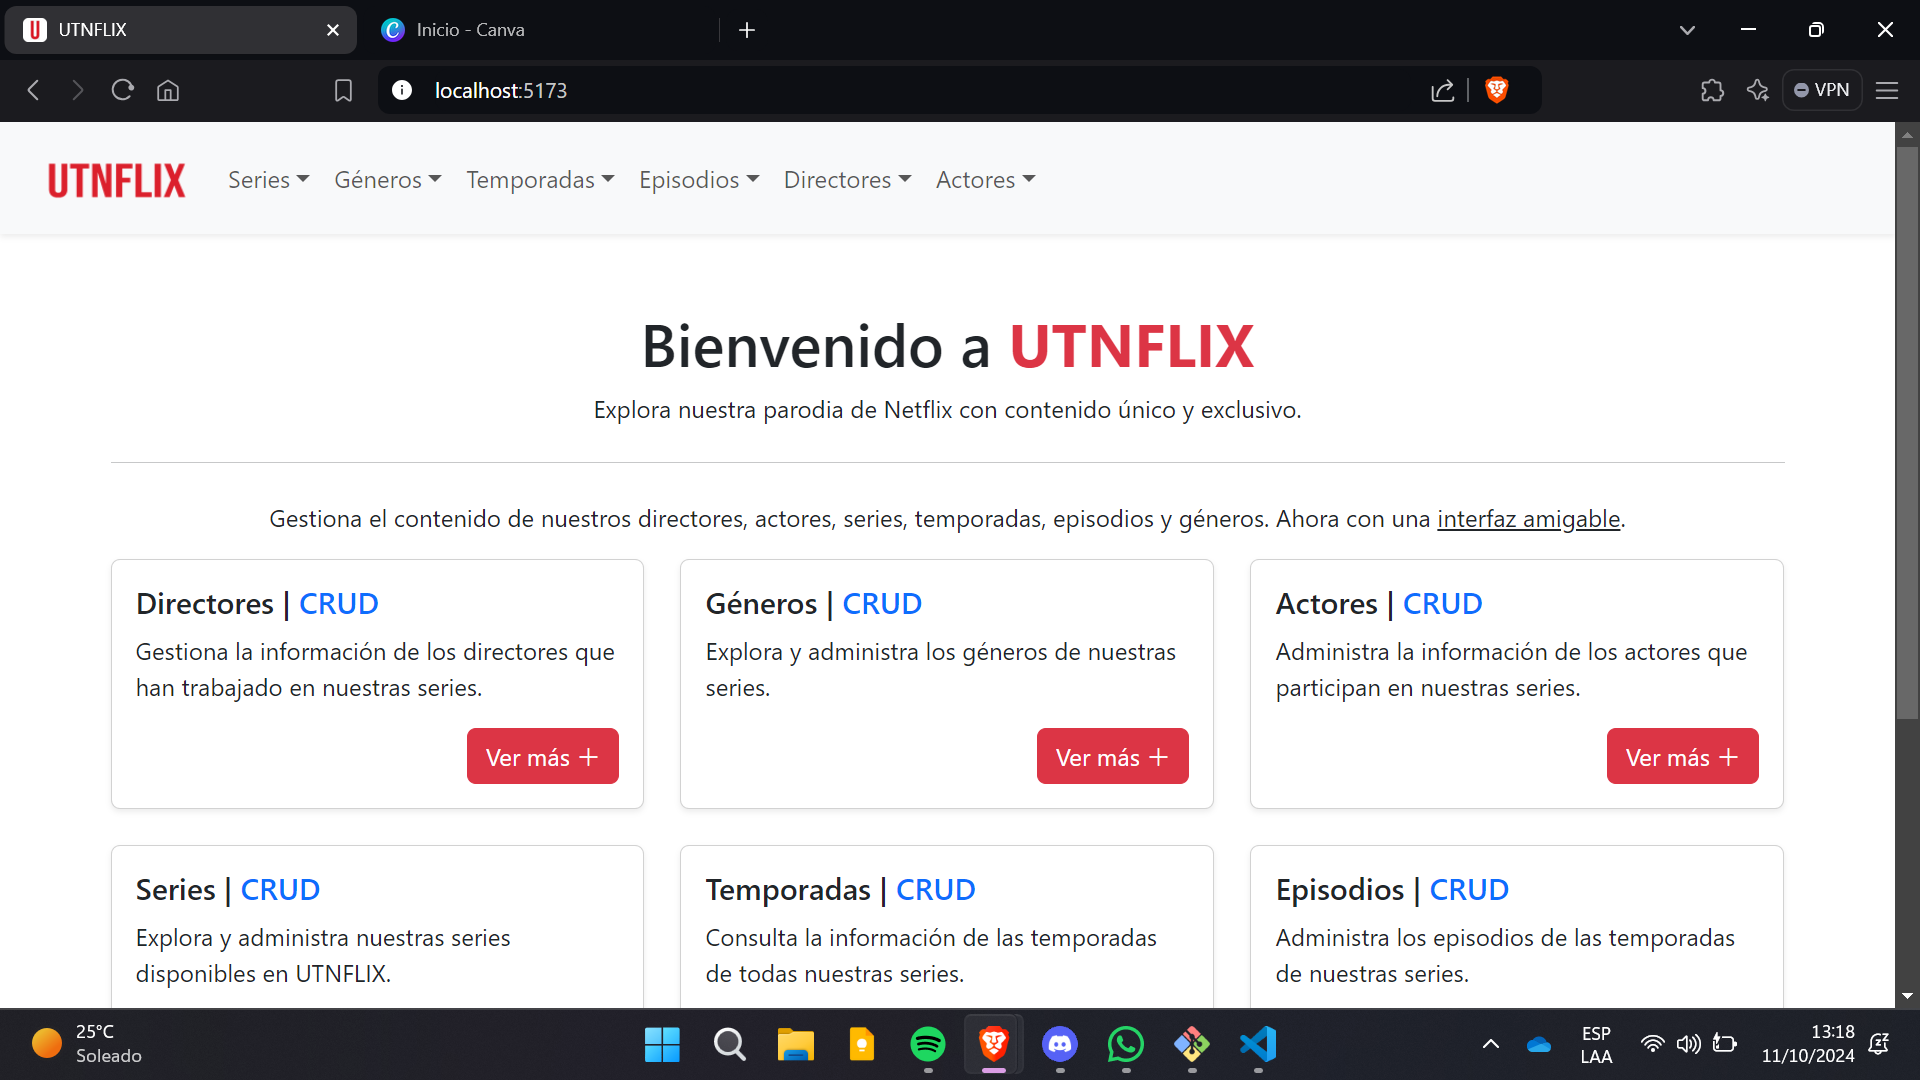 UTNFLIX
Inicio - Canva
localhost:5173
VPN
UTNFLIX Series Géneros Temporadas Episodios Directores Actores
Bienvenido a UTNFLIX
Explora nuestra parodia de Netflix con contenido único y exclusivo.
Gestiona el contenido de nuestros directores, actores, series, temporadas, episodios y géneros. Ahora con una interfaz amigable.
Directores | CRUD
Gestiona la información de los directores que
han trabajado en nuestras series.
Ver más +
Géneros | CRUD
Explora y administra los géneros de nuestras
series.
Ver más +
Actores | CRUD
Administra la información de los actores que
participan en nuestras series.
Ver más +
Series | CRUD
Explora y administra nuestras series
disponibles en UTNFLIX.
Temporadas | CRUD
Consulta la información de las temporadas
de todas nuestras series.
Episodios | CRUD
Administra los episodios de las temporadas
de nuestras series.
25°C
Soleado
ESP
LAA
13:18
11/10/2024